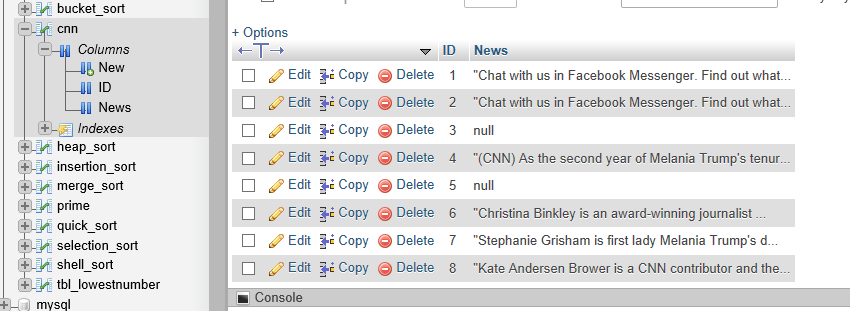 bucket_sort
cnn
Columns
New
ID
News
Indexes
heap_sort
insertion_sort
merge_sort
prime
quick_sort
selection_sort
shell_sort
tbl_lowestnumber
mysql
+ Options
←T→ ID News
Edit Copy Delete 1 "Chat with us in Facebook Messenger. Find out what...
Edit Copy Delete 2 "Chat with us in Facebook Messenger. Find out what...
Edit Copy Delete 3 null
Edit Copy Delete 4 "(CNN) As the second year of Melania Trump's tenur...
Edit Copy Delete 5 null
Edit Copy Delete 6 "Christina Binkley is an award-winning journalist ...
Edit Copy Delete 7 "Stephanie Grisham is first lady Melania Trump's d...
Edit Copy Delete 8 "Kate Andersen Brower is a CNN contributor and the...
Console